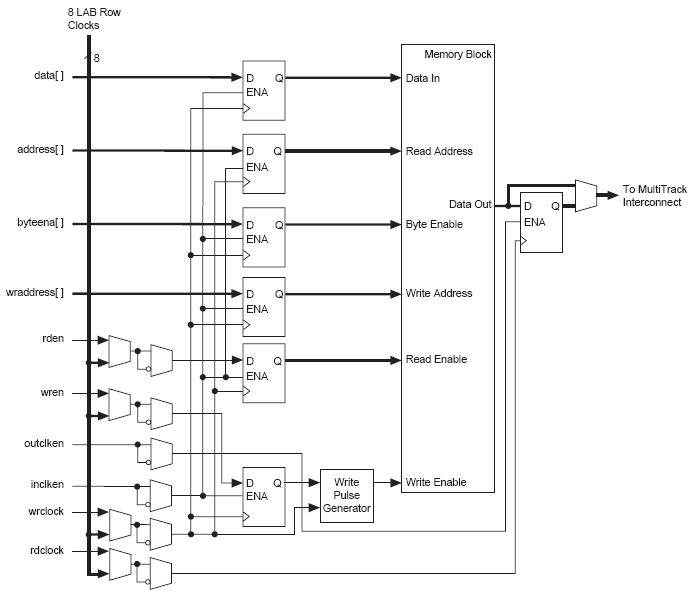 8 LAB Row
Clocks
8
Memory Block
data[ ]
D Q
ENA
Data In
address[ ]
D Q
ENA
Read Address
Data Out
D Q
ENA
To MultiTrack
Interconnect
byteena[ ]
D Q
ENA
Byte Enable
wraddress[ ]
D Q
ENA
Write Address
rden
D Q
ENA
Read Enable
wren
outclken
inclken
D Q
ENA
Write
Pulse
Generator
Write Enable
wrclock
rdclock